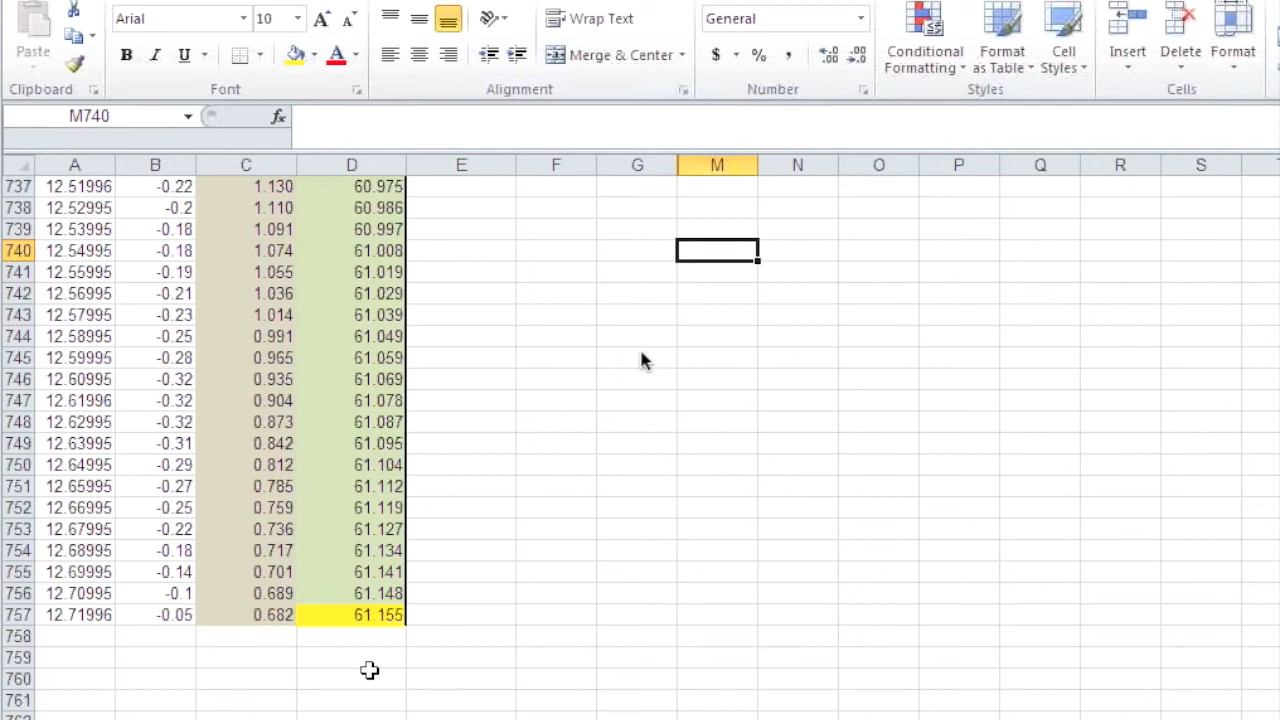 Arial 10 A A Wrap Text General
Paste B I U A Merge & Center $ % , .0 .00 .00 .0 Conditional Formatting Format as Table Cell Styles Insert Delete Format
Clipboard Font Alignment Number Styles Cells
M740 fx
A B C D E F G M N O P Q R S
737 12.51996 -0.22 1.130 60.975
738 12.52995 -0.2 1.110 60.986
739 12.53995 -0.18 1.091 60.997
740 12.54995 -0.18 1.074 61.008
741 12.55995 -0.19 1.055 61.019
742 12.56995 -0.21 1.036 61.029
743 12.57995 -0.23 1.014 61.039
744 12.58995 -0.25 0.991 61.049
745 12.59995 -0.28 0.965 61.059
746 12.60995 -0.32 0.935 61.069
747 12.61996 -0.32 0.904 61.078
748 12.62995 -0.32 0.873 61.087
749 12.63995 -0.31 0.842 61.095
750 12.64995 -0.29 0.812 61.104
751 12.65995 -0.27 0.785 61.112
752 12.66995 -0.25 0.759 61.119
753 12.67995 -0.22 0.736 61.127
754 12.68995 -0.18 0.717 61.134
755 12.69995 -0.14 0.701 61.141
756 12.70995 -0.1 0.689 61.148
757 12.71996 -0.05 0.682 61.155
758
759
760
761